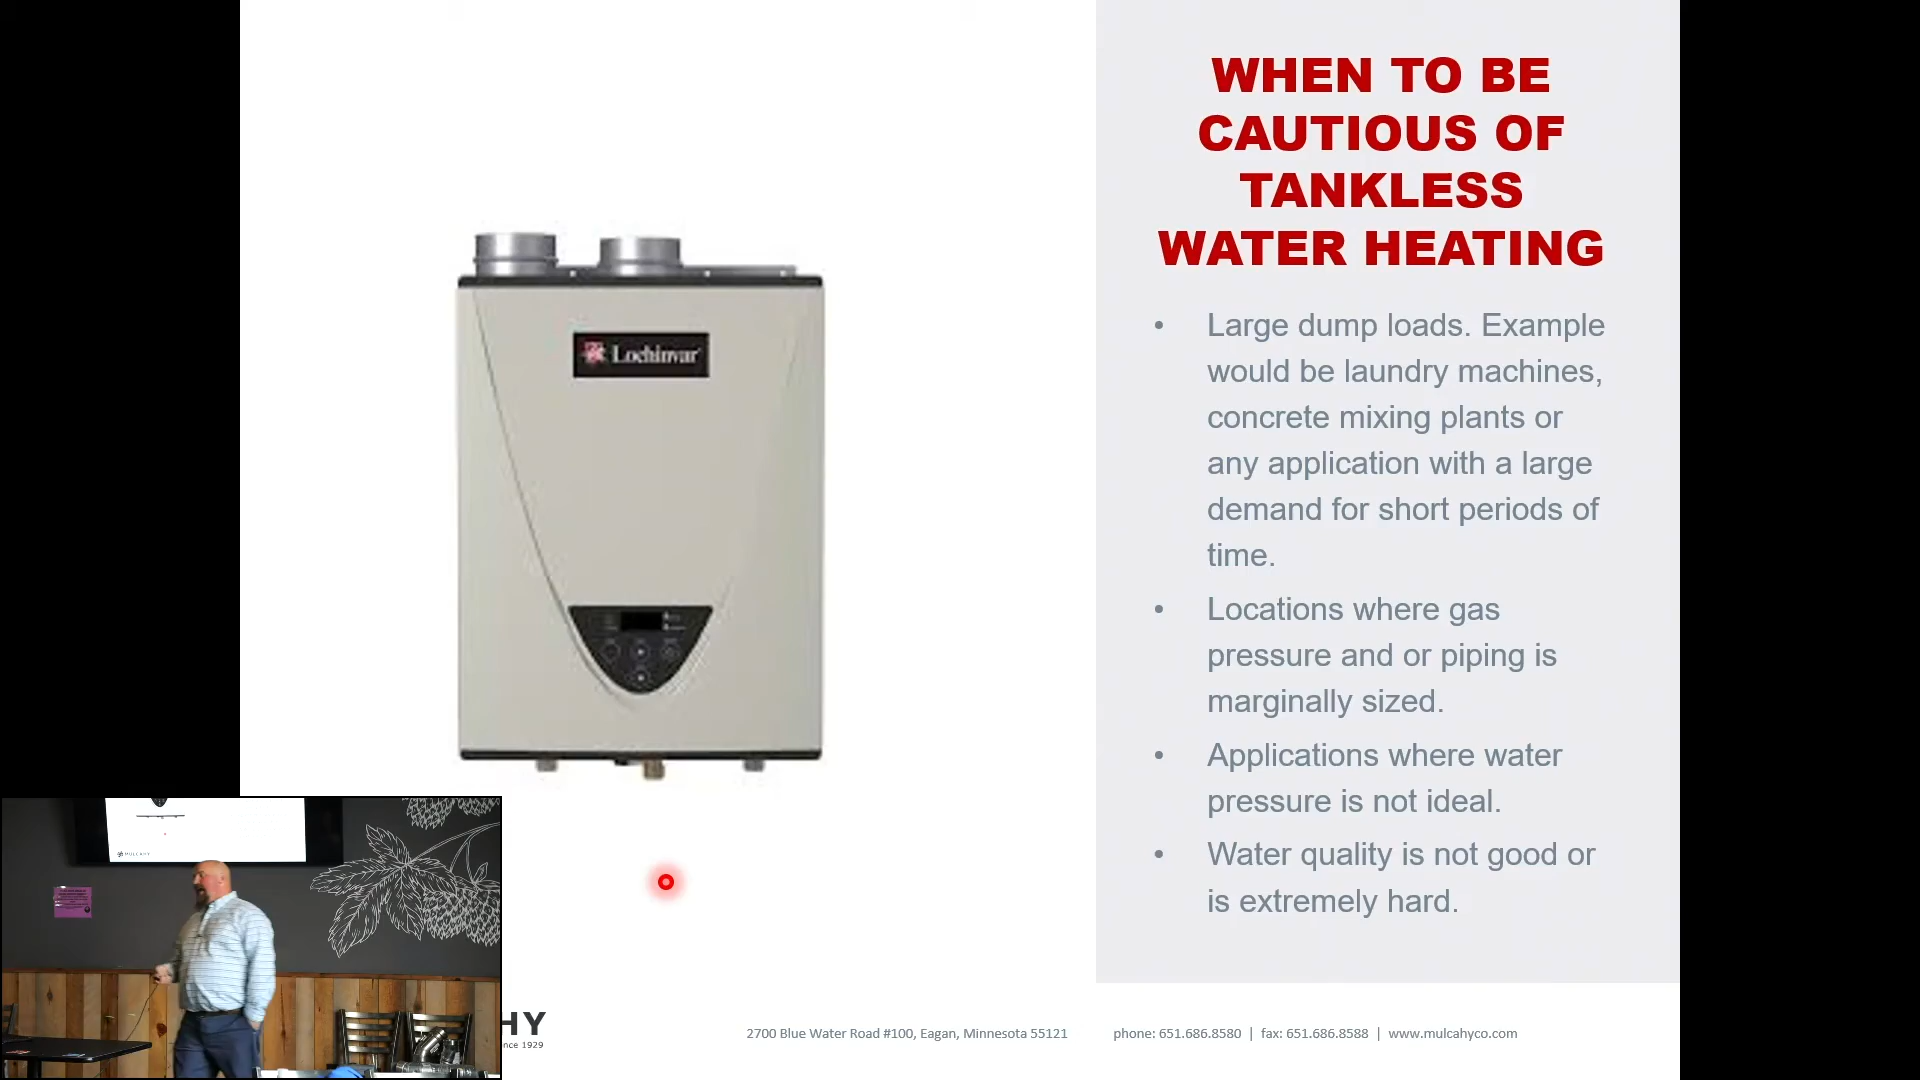 WHEN TO BE
CAUTIOUS OF
TANKLESS
WATER HEATING
Lochinvar
• Large dump loads. Example
would be laundry machines,
concrete mixing plants or
any application with a large
demand for short periods of
time.
• Locations where gas
pressure and or piping is
marginally sized.
• Applications where water
pressure is not ideal.
• Water quality is not good or
is extremely hard.
MULCAHY
HY
nce 1929
2700 Blue Water Road #100, Eagan, Minnesota 55121
phone: 651.686.8580 | fax: 651.686.8588 | www.mulcahyco.com